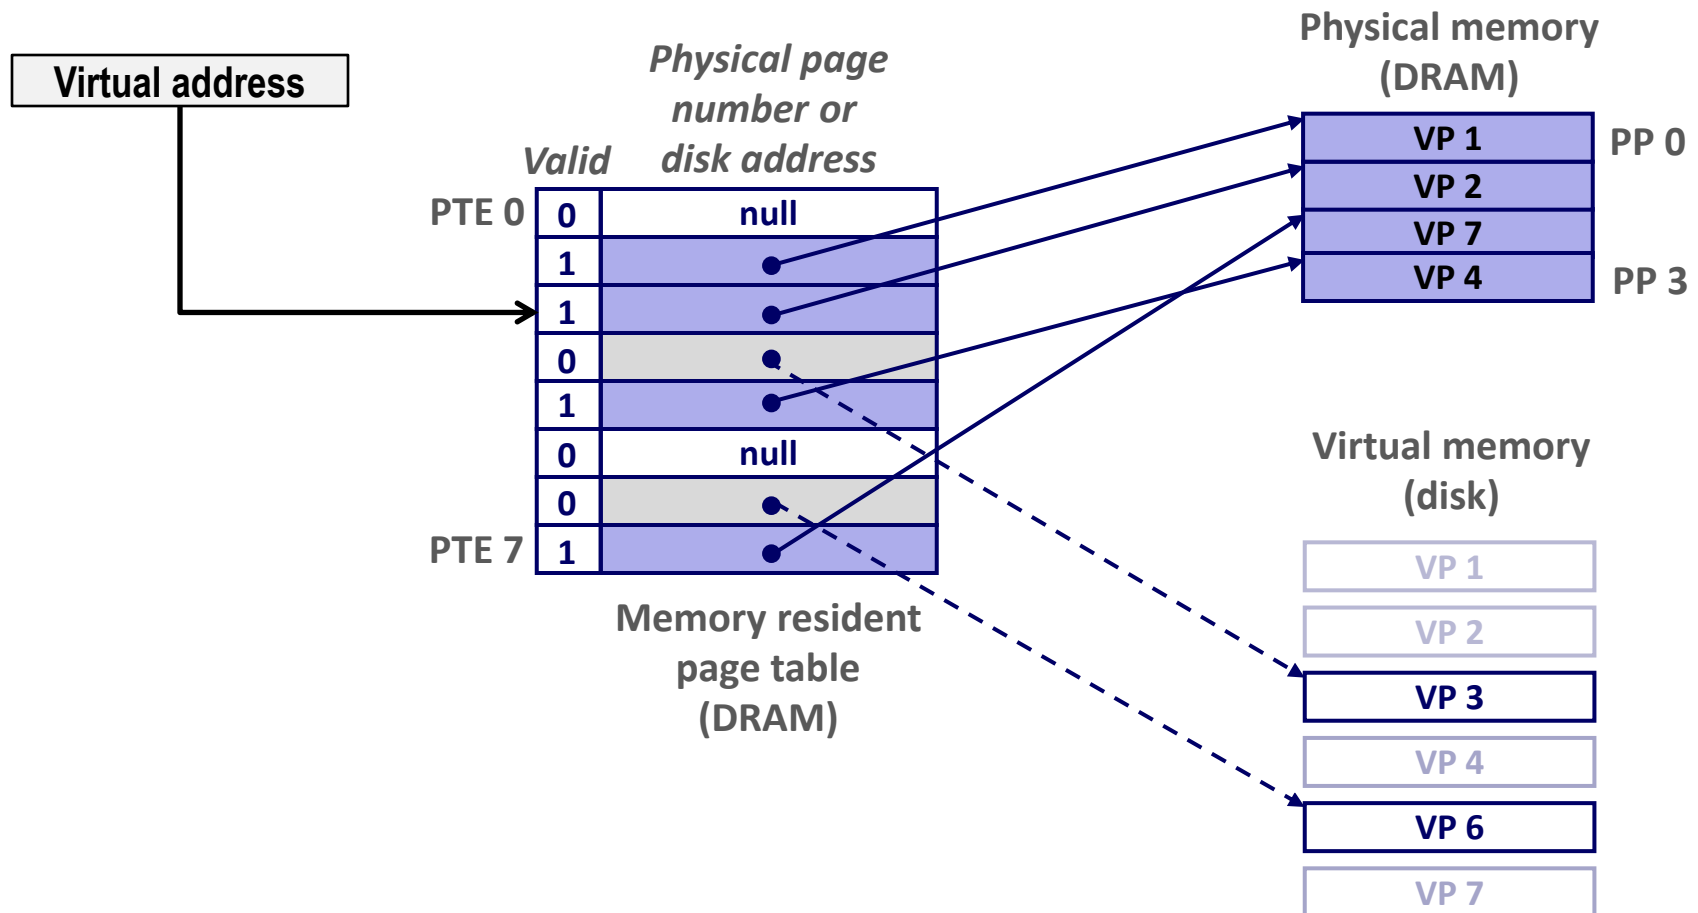 Virtual address
Physical page
number or
disk address
Valid
PTE 0
0
null
1
1
0
1
0
null
0
PTE 7
1
Memory resident
page table
(DRAM)
Physical memory
(DRAM)
VP 1
PP 0
VP 2
VP 7
VP 4
PP 3
Virtual memory
(disk)
VP 1
VP 2
VP 3
VP 4
VP 6
VP 7